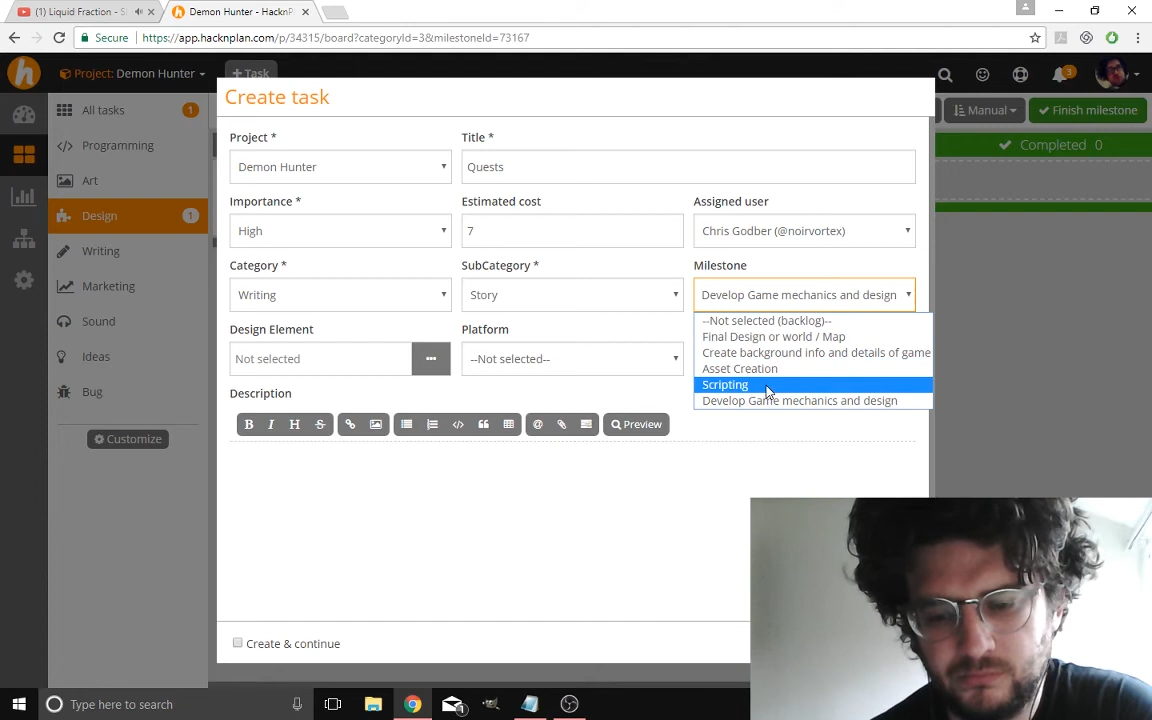 (1) Liquid Fraction - S
Demon Hunter - HacknP
Secure
https://app.hacknplan.com/p/34315/board?categoryId=3&milestoneId=73167
h
Project: Demon Hunter
+ Task
3
All tasks 1
Programming
Art
Design 1
Writing
Marketing
Sound
Ideas
Bug
Customize
Manual
Finish milestone
Completed 0
Create task
Project *
Title *
Demon Hunter
Quests
Importance *
Estimated cost
Assigned user
High
7
Chris Godber (@noirvortex)
Category *
SubCategory *
Milestone
Writing
Story
Develop Game mechanics and design
--Not selected (backlog)--
Final Design or world / Map
Create background info and details of game
Asset Creation
Scripting
Develop Game mechanics and design
Design Element
Platform
Not selected
--Not selected--
Description
B I H S
Preview
Create & continue
Type here to search
1